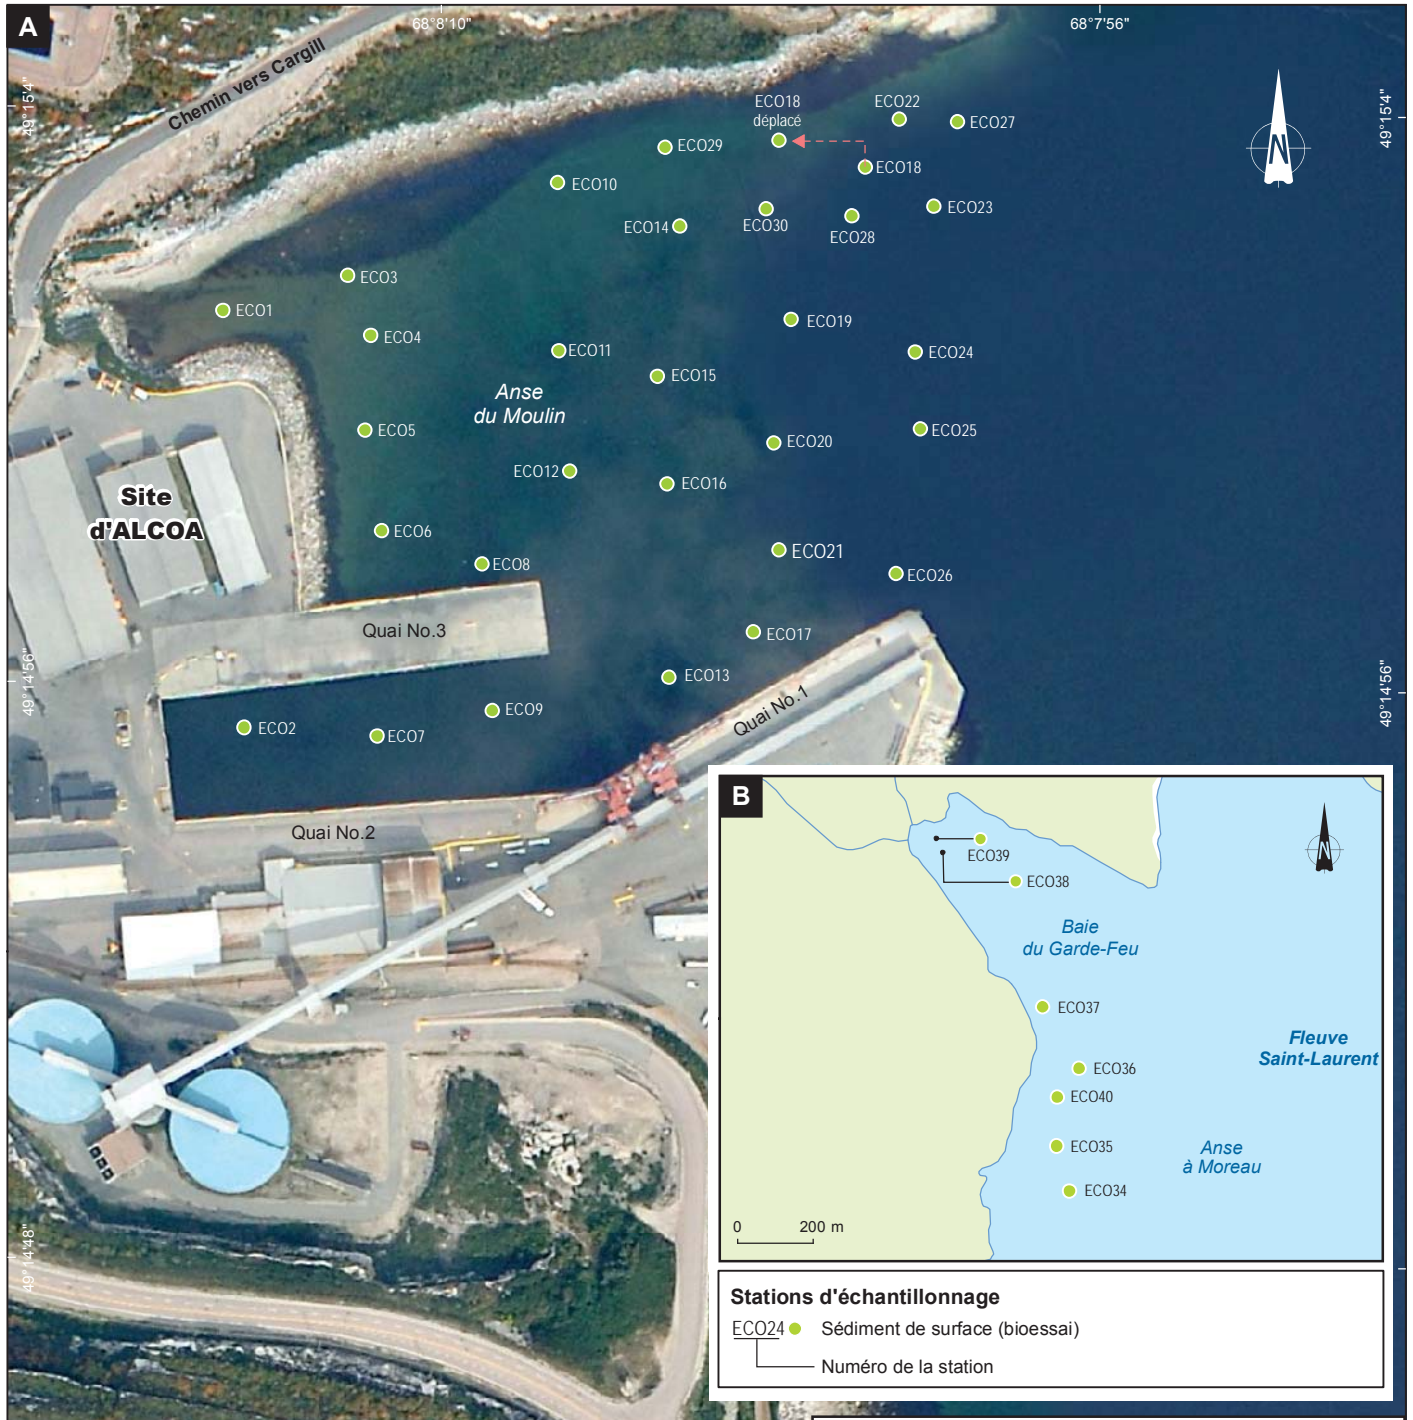 A
68°8'10"
68°7'56"
49°15'4"
49°15'4"
Chemin vers Cargill
ECO18
déplacé
ECO22
ECO27
ECO29
ECO18
ECO10
ECO23
ECO14
ECO30
ECO28
ECO3
ECO1
ECO19
ECO4
ECO11
ECO24
ECO15
Anse
du Moulin
ECO5
ECO25
ECO20
ECO12
ECO16
Site
d'ALCOA
ECO6
ECO21
ECO8
ECO26
Quai No.3
ECO17
ECO13
49°14'56"
49°14'56"
Quai No.1
ECO9
ECO2
ECO7
Quai No.2
N
B
ECO39
ECO38
Baie
du Garde-Feu
ECO37
Fleuve
Saint-Laurent
ECO36
ECO40
ECO35
Anse
à Moreau
ECO34
0 200 m
N
49°14'48"
Stations d'échantillonnage
ECO24 Sédiment de surface (bioessai)
Numéro de la station